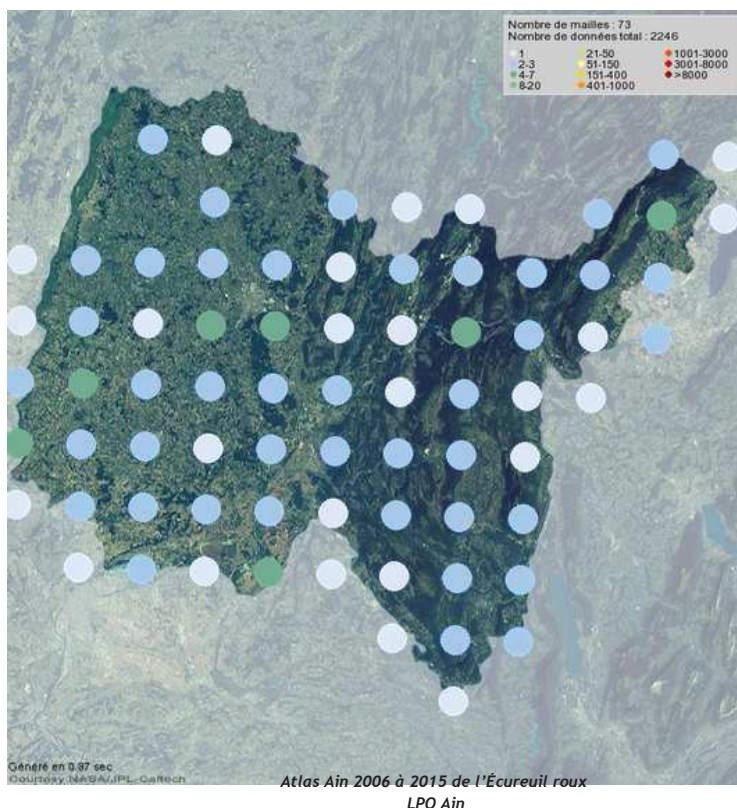 Nombre de mailles : 73
Nombre de données total : 2246
1 21-50 1001-3000
2-3 51-150 3001-8000
4-7 151-400 >8000
8-20 401-1000
Généré en 0.97 sec
Courtesy NASA/JPL-Caltech
Atlas Ain 2006 à 2015 de l'Écureuil roux
LPO Ain